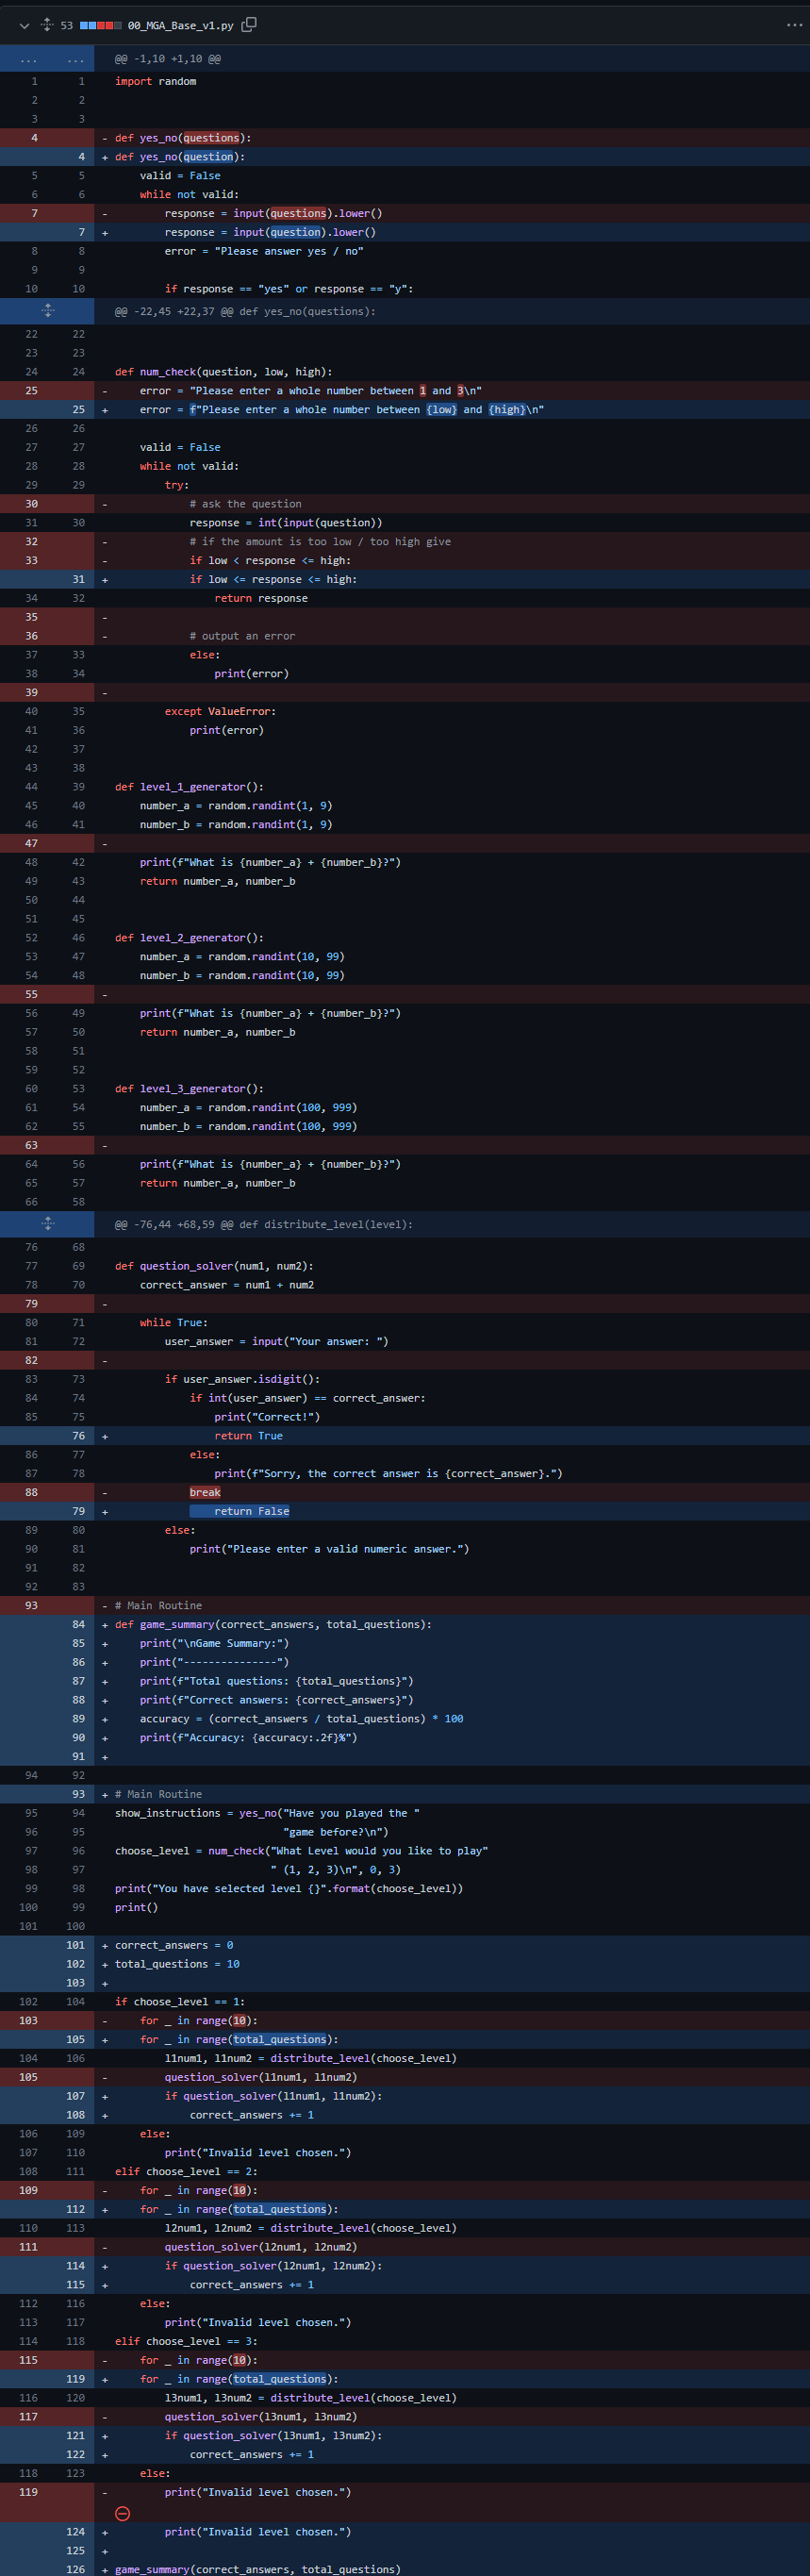 53 00_MGA_Base_v1.py ...
... ... @@ -1,10 +1,10 @@
1 1 import random
2 2
3 3
4 - def yes_no(questions):
4 + def yes_no(question):
5 5 valid = False
6 6 while not valid:
7 - response = input(questions).lower()
7 + response = input(question).lower()
8 8 error = "Please answer yes / no"
9 9
10 10 if response == "yes" or response == "y":
@@ -22,45 +22,37 @@ def yes_no(questions):
22 22
23 23
24 24 def num_check(question, low, high):
25 - error = "Please enter a whole number between 1 and 3\n"
25 + error = f"Please enter a whole number between {low} and {high}\n"
26 26
27 27 valid = False
28 28 while not valid:
29 29 try:
30 - # ask the question
31 30 response = int(input(question))
32 - # if the amount is too low / too high give
33 - if low < response <= high:
31 + if low <= response <= high:
34 32 return response
35 -
36 - # output an error
37 33 else:
38 34 print(error)
39 -
40 35 except ValueError:
41 36 print(error)
42 37
43 38
44 39 def level_1_generator():
45 40 number_a = random.randint(1, 9)
46 41 number_b = random.randint(1, 9)
47 -
48 42 print(f"What is {number_a} + {number_b}?")
49 43 return number_a, number_b
50 44
51 45
52 46 def level_2_generator():
53 47 number_a = random.randint(10, 99)
54 48 number_b = random.randint(10, 99)
55 -
56 49 print(f"What is {number_a} + {number_b}?")
57 50 return number_a, number_b
58 51
59 52
60 53 def level_3_generator():
61 54 number_a = random.randint(100, 999)
62 55 number_b = random.randint(100, 999)
63 -
64 56 print(f"What is {number_a} + {number_b}?")
65 57 return number_a, number_b
66 58
@@ -76,44 +68,59 @@ def distribute_level(level):
76 68
77 69 def question_solver(num1, num2):
78 70 correct_answer = num1 + num2
79 -
80 71 while True:
81 72 user_answer = input("Your answer: ")
82 -
83 73 if user_answer.isdigit():
84 74 if int(user_answer) == correct_answer:
85 75 print("Correct!")
76 + return True
86 77 else:
87 78 print(f"Sorry, the correct answer is {correct_answer}.")
88 - break
79 + return False
89 80 else:
90 81 print("Please enter a valid numeric answer.")
91 82
92 83
93 - # Main Routine
84 + def game_summary(correct_answers, total_questions):
85 + print("\nGame Summary:")
86 + print("---------------")
87 + print(f"Total questions: {total_questions}")
88 + print(f"Correct answers: {correct_answers}")
89 + accuracy = (correct_answers / total_questions) * 100
90 + print(f"Accuracy: {accuracy:.2f}%")
91 +
94 92
93 + # Main Routine
95 94 show_instructions = yes_no("Have you played the "
96 95 "game before?\n")
97 96 choose_level = num_check("What Level would you like to play"
98 97 " (1, 2, 3)\n", 0, 3)
99 98 print("You have selected level {}".format(choose_level))
100 99 print()
101 100
101 + correct_answers = 0
102 + total_questions = 10
103 +
102 104 if choose_level == 1:
103 - for _ in range(10):
105 + for _ in range(total_questions):
104 106 l1num1, l1num2 = distribute_level(choose_level)
105 - question_solver(l1num1, l1num2)
107 + if question_solver(l1num1, l1num2):
108 + correct_answers += 1
106 109 else:
107 110 print("Invalid level chosen.")
108 111 elif choose_level == 2:
109 - for _ in range(10):
112 + for _ in range(total_questions):
110 113 l2num1, l2num2 = distribute_level(choose_level)
111 - question_solver(l2num1, l2num2)
114 + if question_solver(l2num1, l2num2):
115 + correct_answers += 1
112 116 else:
113 117 print("Invalid level chosen.")
114 118 elif choose_level == 3:
115 - for _ in range(10):
119 + for _ in range(total_questions):
116 120 l3num1, l3num2 = distribute_level(choose_level)
117 - question_solver(l3num1, l3num2)
121 + if question_solver(l3num1, l3num2):
122 + correct_answers += 1
118 123 else:
119 - print("Invalid level chosen.")
124 + print("Invalid level chosen.")
125 +
126 + game_summary(correct_answers, total_questions)